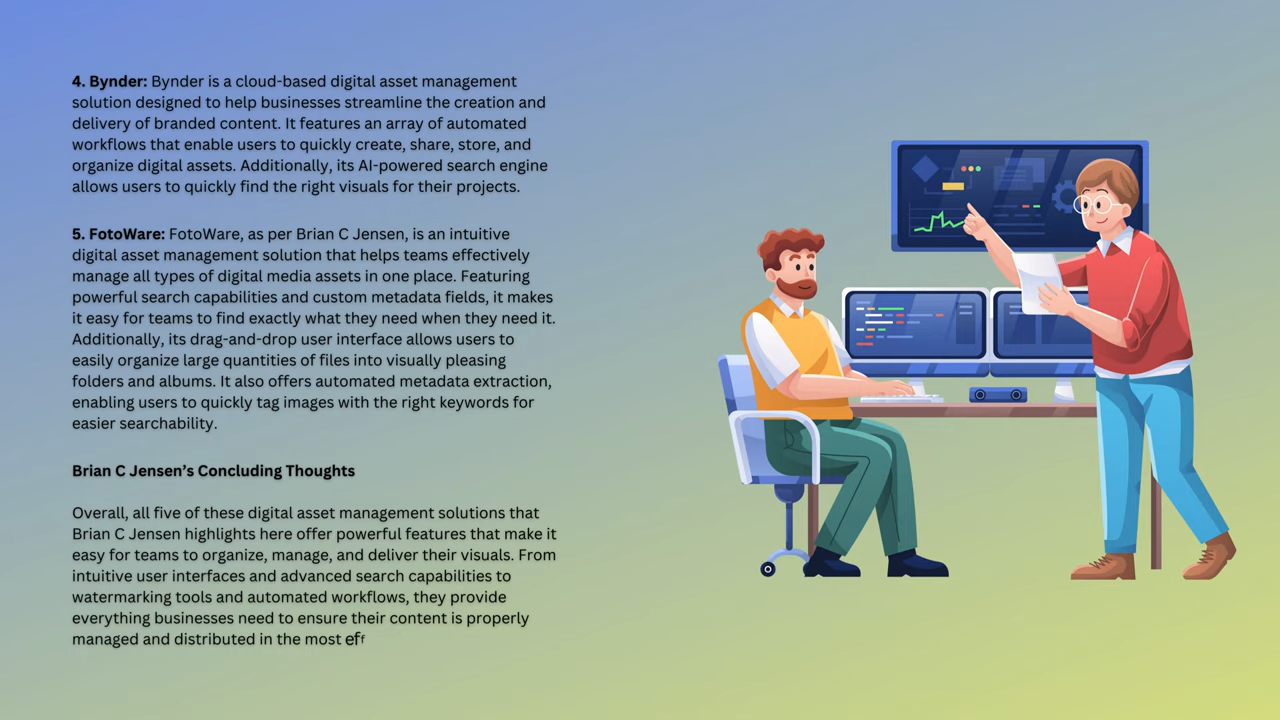 4. Bynder: Bynder is a cloud-based digital asset management
solution designed to help businesses streamline the creation and
delivery of branded content. It features an array of automated
workflows that enable users to quickly create, share, store, and
organize digital assets. Additionally, its AI-powered search engine
allows users to quickly find the right visuals for their projects.
5. FotoWare: FotoWare, as per Brian C Jensen, is an intuitive
digital asset management solution that helps teams effectively
manage all types of digital media assets in one place. Featuring
powerful search capabilities and custom metadata fields, it makes
it easy for teams to find exactly what they need when they need it.
Additionally, its drag-and-drop user interface allows users to
easily organize large quantities of files into visually pleasing
folders and albums. It also offers automated metadata extraction,
enabling users to quickly tag images with the right keywords for
easier searchability.
Brian C Jensen’s Concluding Thoughts
Overall, all five of these digital asset management solutions that
Brian C Jensen highlights here offer powerful features that make it
easy for teams to organize, manage, and deliver their visuals. From
intuitive user interfaces and advanced search capabilities to
watermarking tools and automated workflows, they provide
everything businesses need to ensure their content is properly
managed and distributed in the most eff